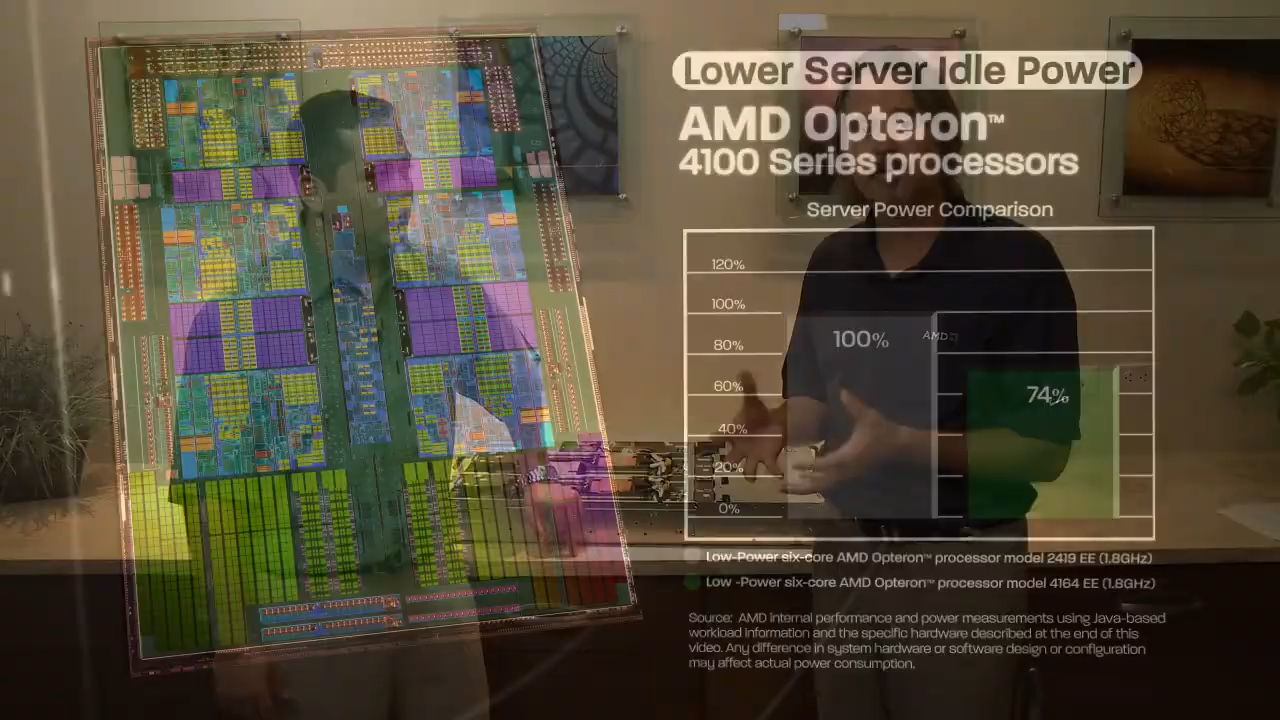 Lower Server Idle Power
AMD Opteron™
4100 Series processors
Server Power Comparison
120%
100%
80%
60%
40%
20%
0%
100%
AMD
74%
Low-Power six-core AMD Opteron™ processor model 2419 EE (1.8GHz)
Low -Power six-core AMD Opteron™ processor model 4164 EE (1.8GHz)
Source: AMD internal performance and power measurements using Java-based
workload information and the specific hardware described at the end of this
video. Any difference in system hardware or software design or configuration
may affect actual power consumption.